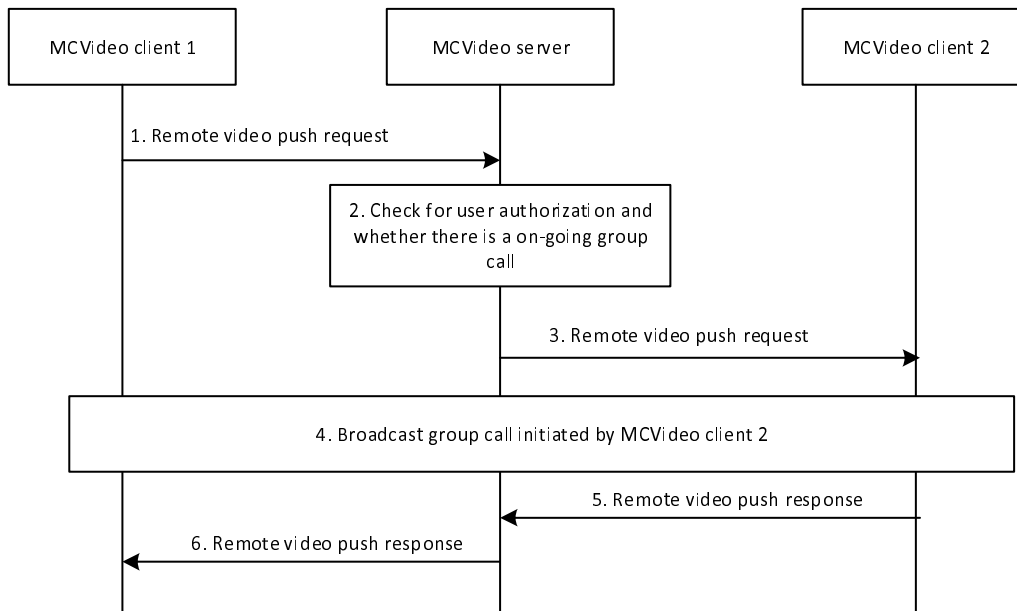 MCVideo client 1
MCVideo server
MCVideo client 2
1. Remote video push request
2. Check for user authorization and
whether there is a on-going group
call
3. Remote video push request
4. Broadcast group call initiated by MCVideo client 2
5. Remote video push response
6. Remote video push response